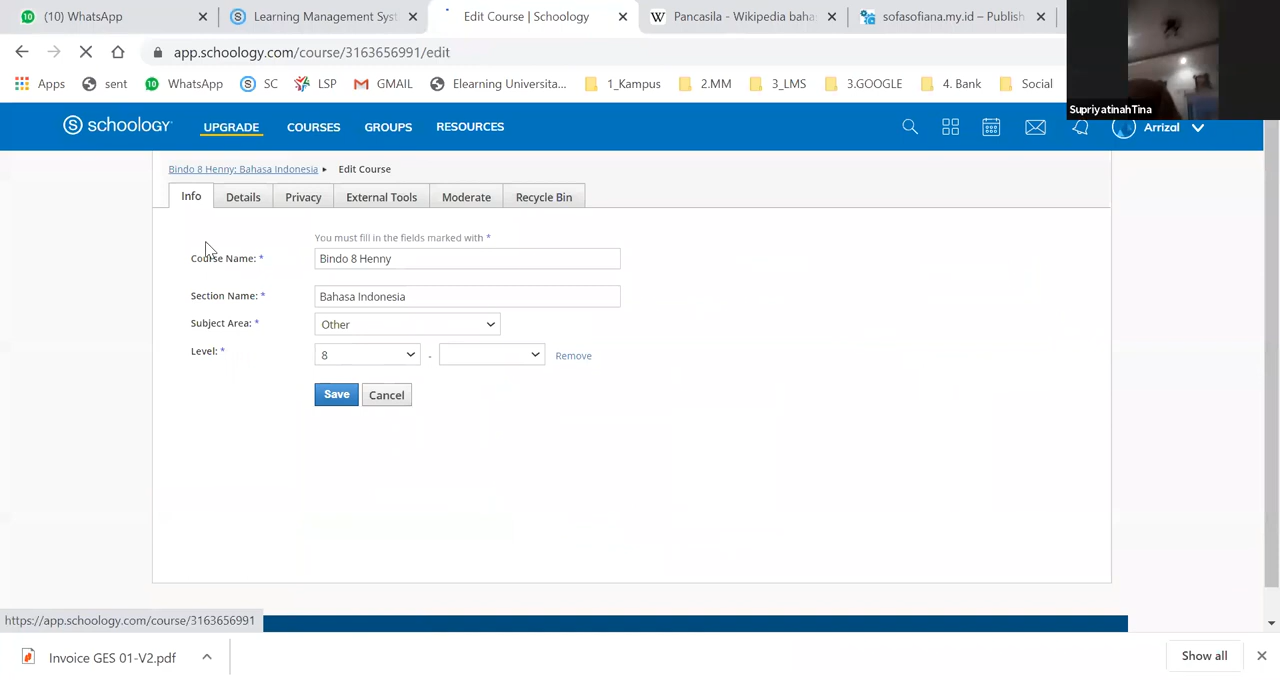 (10) WhatsApp
Learning Management Syst
Edit Course | Schoology
Pancasila - Wikipedia baha
sofasofiana.my.id – Publish
app.schoology.com/course/3163656991/edit
Apps sent WhatsApp SC LSP GMAIL Elearning Universita... 1_Kampus 2.MM 3_LMS 3.GOOGLE 4. Bank Social
SupriyatinahTina
Schoology UPGRADE COURSES GROUPS RESOURCES Arrizal
Bindo 8 Henny: Bahasa Indonesia ▸ Edit Course
Info Details Privacy External Tools Moderate Recycle Bin
You must fill in the fields marked with *
Course Name: * Bindo 8 Henny
Section Name: * Bahasa Indonesia
Subject Area: * Other
Level: * 8 - Remove
Save Cancel
https://app.schoology.com/course/3163656991
Invoice GES 01-V2.pdf Show all